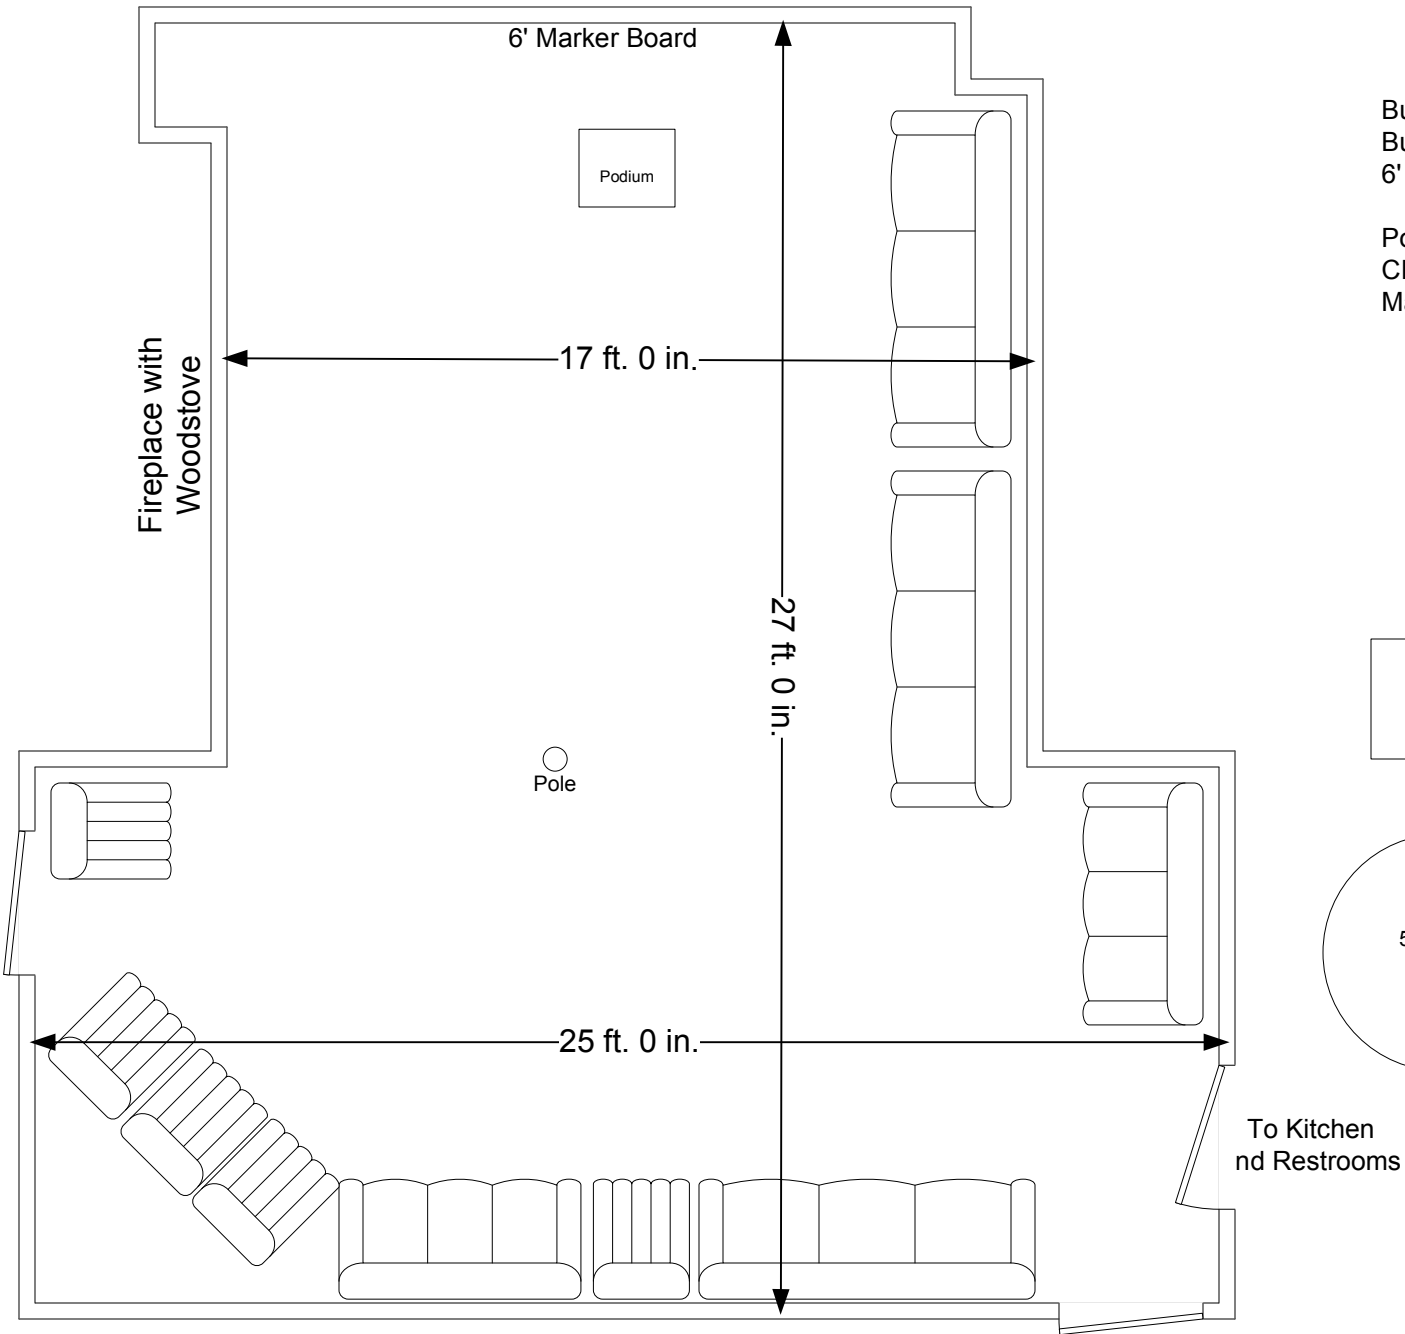 6' Marker Board
Podium
17 ft. 0 in.
Fireplace with
Woodstove
27 ft. 0 in.
Pole
25 ft. 0 in.
To Kitchen
nd Restrooms
6'